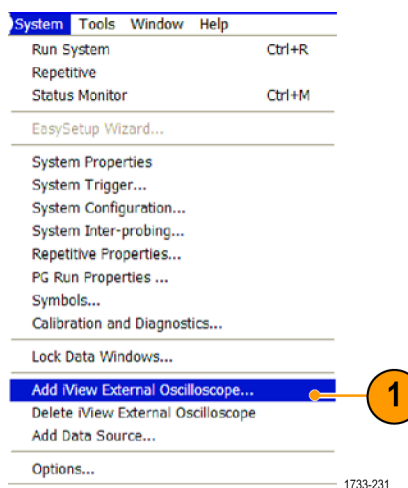 System Tools Window Help
Run System Ctrl+R
Repetitive
Status Monitor Ctrl+M
EasySetup Wizard...
System Properties
System Trigger...
System Configuration...
System Inter-probing...
Repetitive Properties...
PG Run Properties ...
Symbols...
Calibration and Diagnostics...
Lock Data Windows...
Add iView External Oscilloscope...
1
Delete iView External Oscilloscope
Add Data Source...
Options...
1733-231